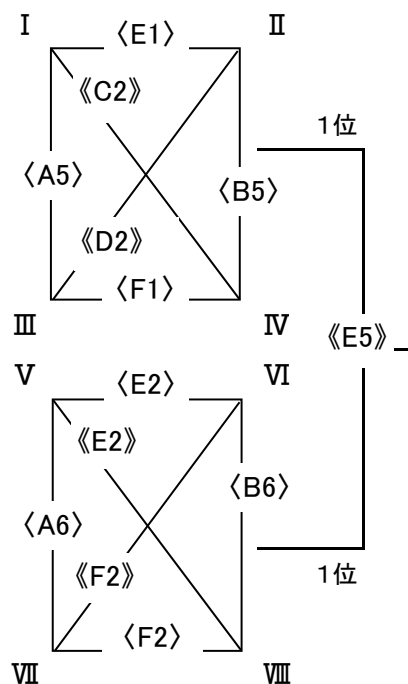 Ⅰ 〈E1〉 Ⅱ
《C2》
1位
〈A5〉 〈B5〉
《D2》
〈F1〉
Ⅲ Ⅳ
《E5》
Ⅴ 〈E2〉 Ⅵ
《E2》
〈B6〉
〈A6〉
《F2》 1位
〈F2〉
Ⅶ Ⅷ